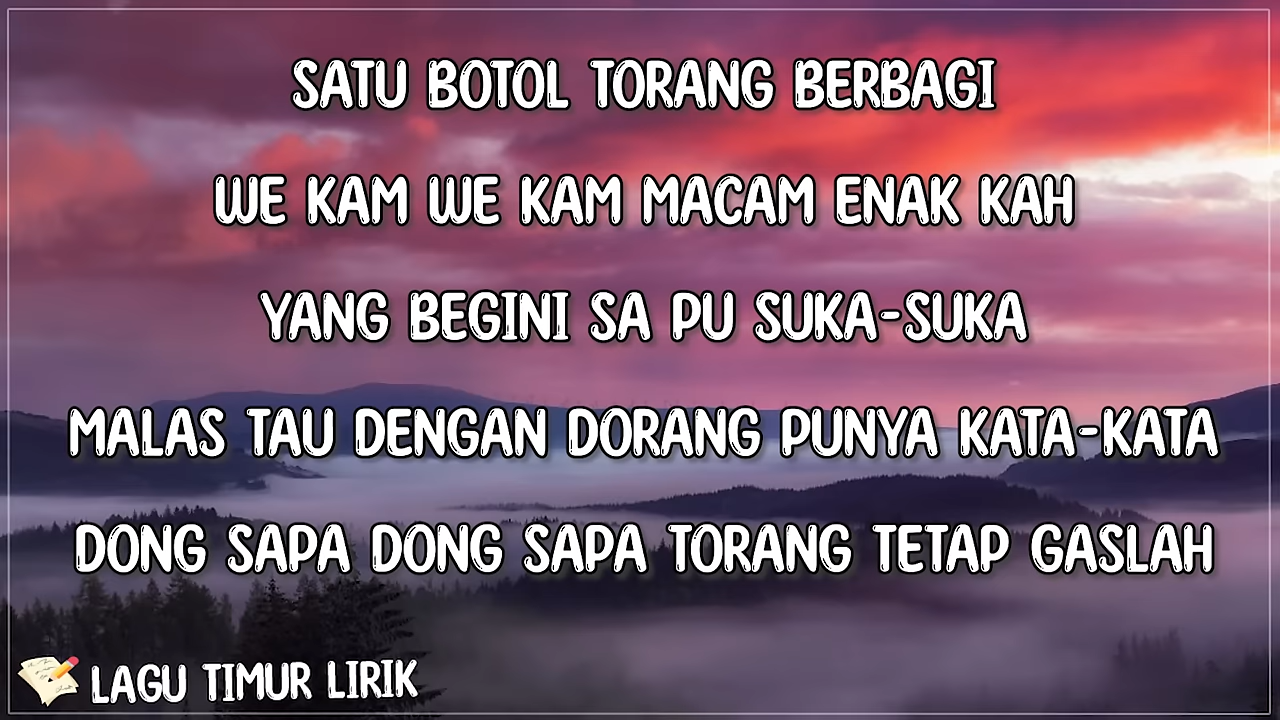 SATU BOTOL TORANG BERBAGI
WE KAM WE KAM MACAM ENAK KAH
YANG BEGINI SA PU SUKA-SUKA
MALAS TAU DENGAN DORANG PUNYA KATA-KATA
DONG SAPA DONG SAPA TORANG TETAP GASLAH
LAGU TIMUR LIRIK